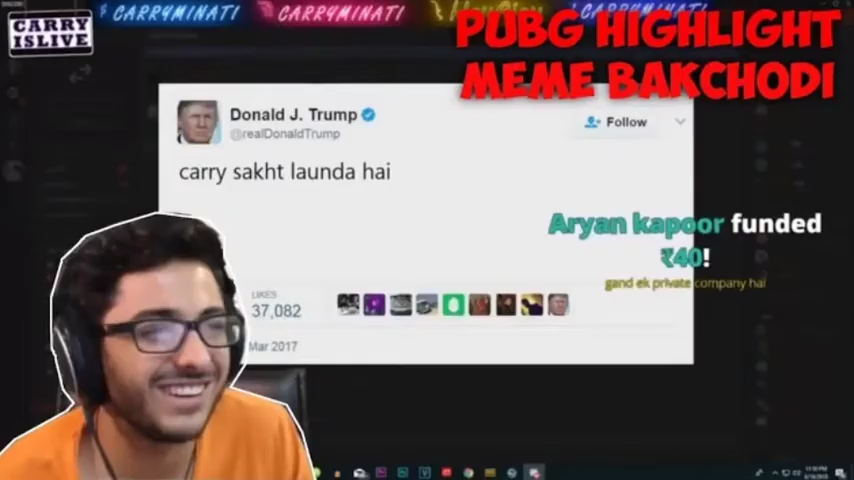 CARRY
ISLIVE
CARRYMINATI
CARRYMINATI
CARRYMINATI
PUBG HIGHLIGHT
MEME BAKCHODI
Donald J. Trump
@realDonaldTrump
Follow
carry sakht launda hai
Aryan kapoor funded
₹40!
gand ek private company hai
LIKES
37,082
Mar 2017